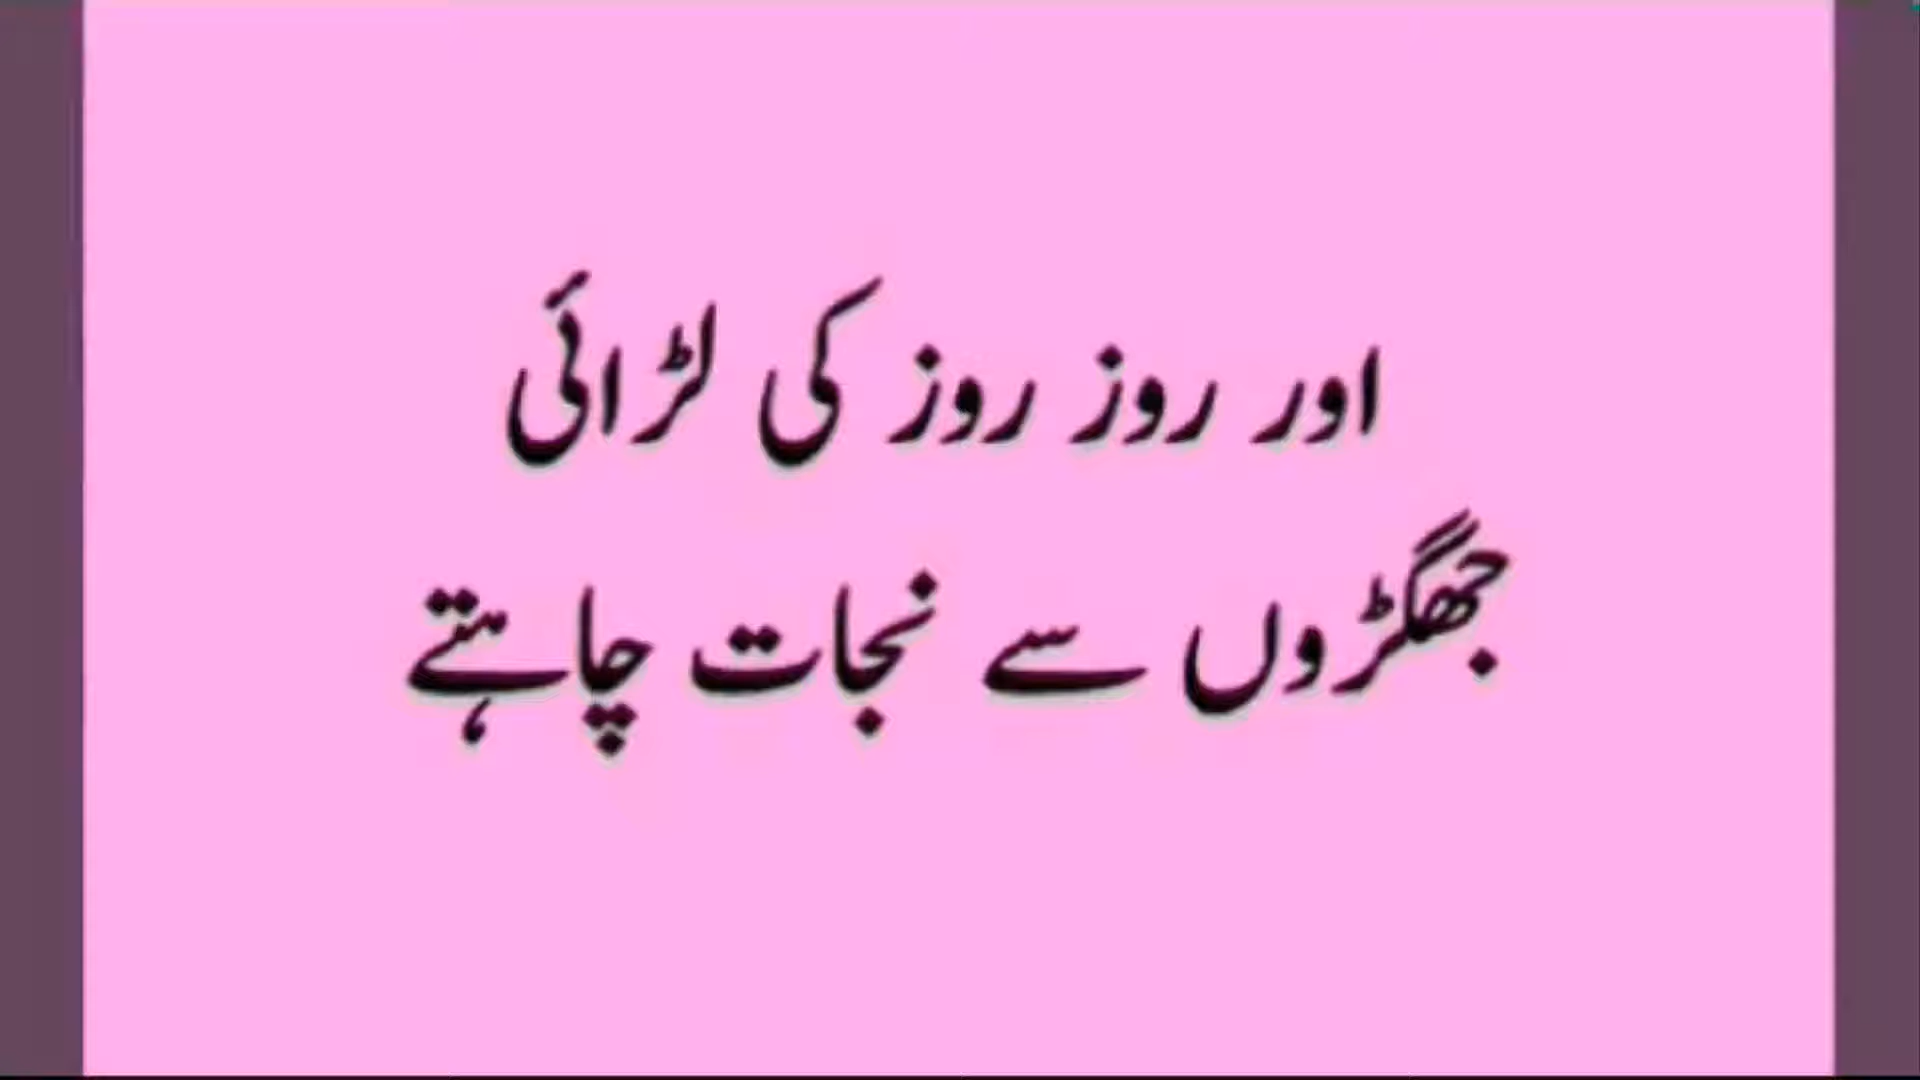 اور روز روز کی لڑائی
جھگڑوں سے نجات چاہتے